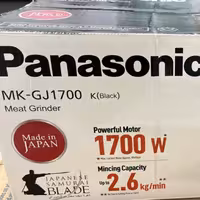 Panasonic
MK-GJ1700 K(Black)
Meat Grinder
Made in
JAPAN
Powerful Motor
1700 W
Mincing Capacity
Up to 2.6 kg/min
JAPANESE
SAMURAI
BLADE